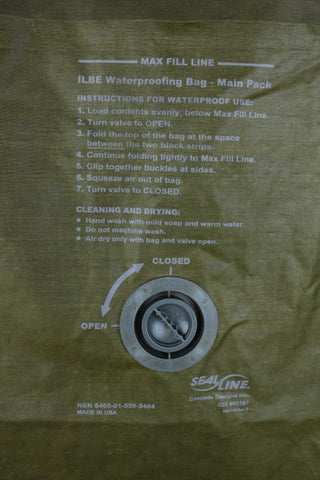 MAX FILL LINE
ILBE Waterproofing Bag - Main Pack
INSTRUCTIONS FOR WATERPROOF USE:
1. Load contents evenly, below Max Fill Line.
2. Turn valve to OPEN.
3. Fold the top of the bag at the space
between the two black strips.
4. Continue folding tightly to Max Fill Line.
5. Clip together buckles at sides.
6. Squeeze air out of bag.
7. Turn valve to CLOSED
CLEANING AND DRYING:
● Hand wash with mild soap and warm water.
● Do not machine wash.
● Air dry only with bag and valve open.
CLOSED
OPEN
SEAL LINE.
Cascade Designs Inc.
NSN 8465-01-559-5404
MADE IN USA